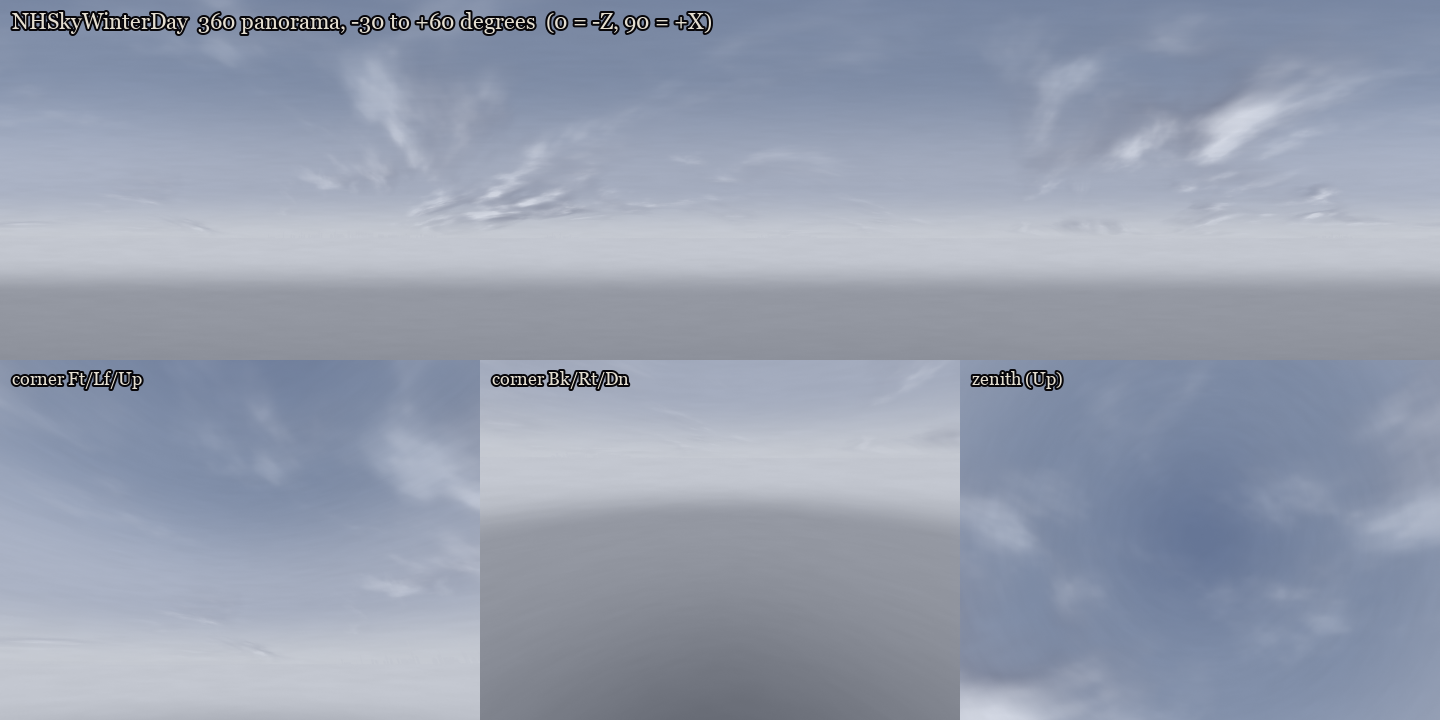 NHSkyWinterDay  360 panorama, -30 to +60 degrees  (0 = -Z, 90 = +X)
corner Ft/Lf/Up
corner Bk/Rt/Dn
zenith (Up)